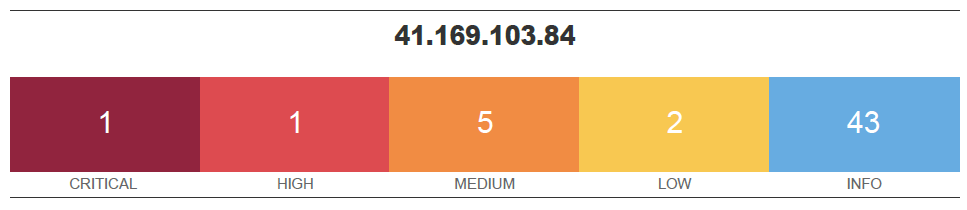 41.169.103.84
1 1 5 2 43
CRITICAL HIGH MEDIUM LOW INFO